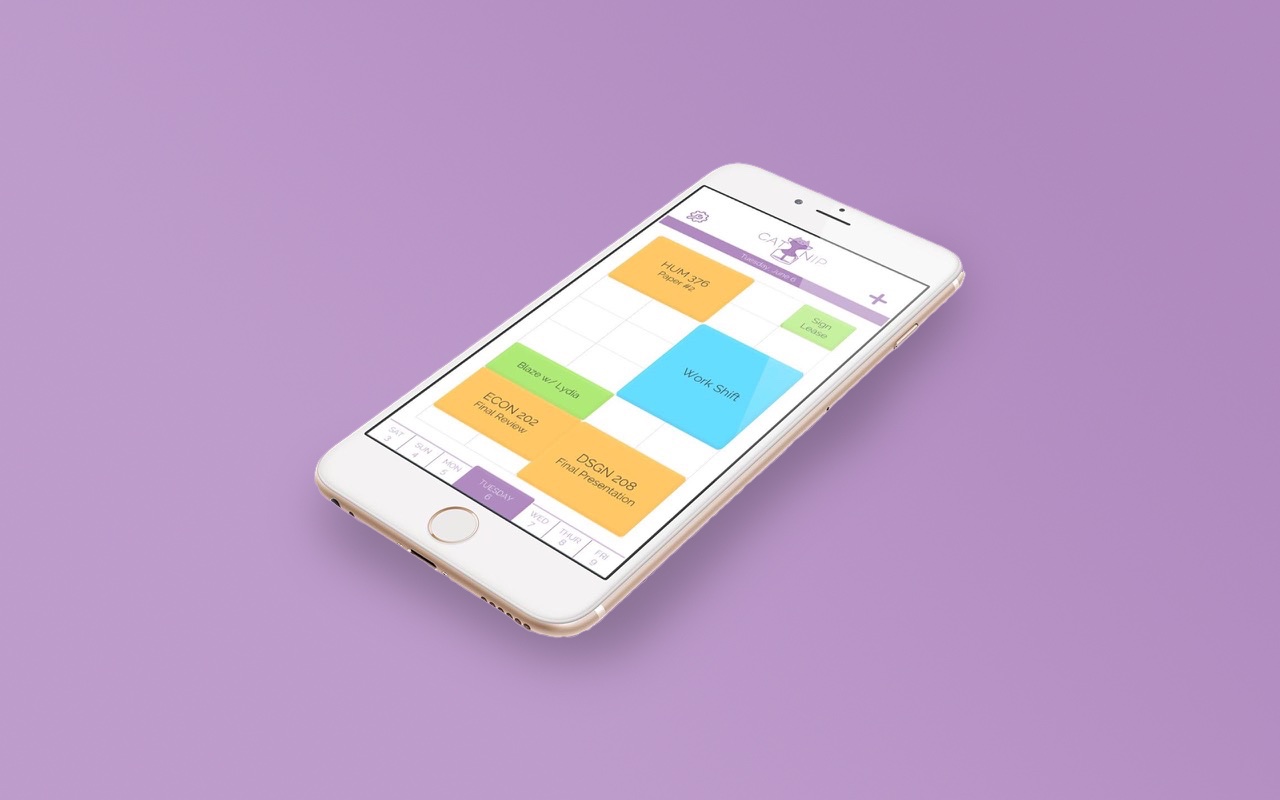 CAT NIP
Tuesday, June 6
HUM 376
Paper #2
Sign
Lease
Work Shift
Blaze w/ Lydia
ECON 202
Final Review
DSGN 208
Final Presentation
SAT
3
SUN
4
MON
5
TUESDAY
6
WED
7
THUR
8
FRI
9